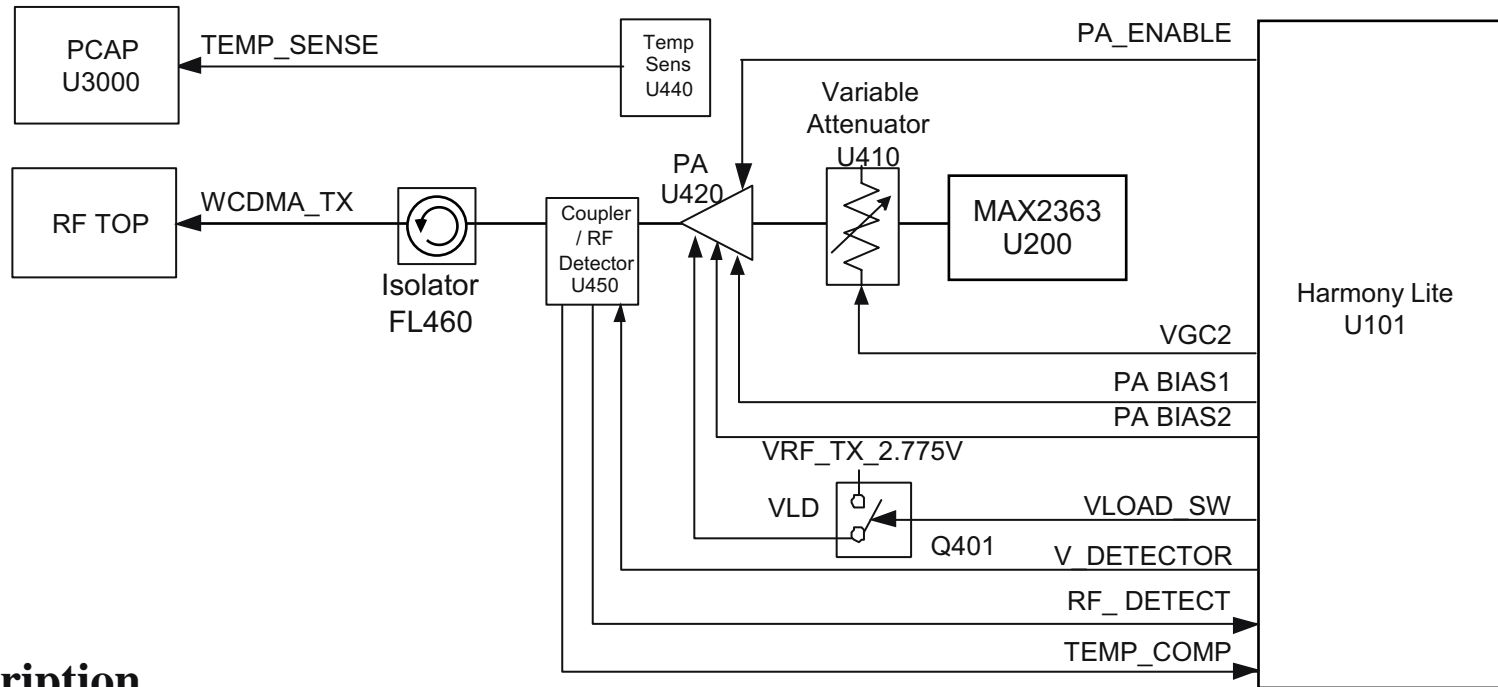 PCAP
U3000
TEMP_SENSE
Temp
Sens
U440
PA_ENABLE
Variable
Attenuator
U410
RF TOP
WCDMA_TX
Isolator
FL460
Coupler
/ RF
Detector
U450
PA
U420
MAX2363
U200
Harmony Lite
U101
VGC2
PA BIAS1
PA BIAS2
VRF_TX_2.775V
VLD
VLOAD_SW
Q401
V_DETECTOR
RF_ DETECT
TEMP_COMP
ription